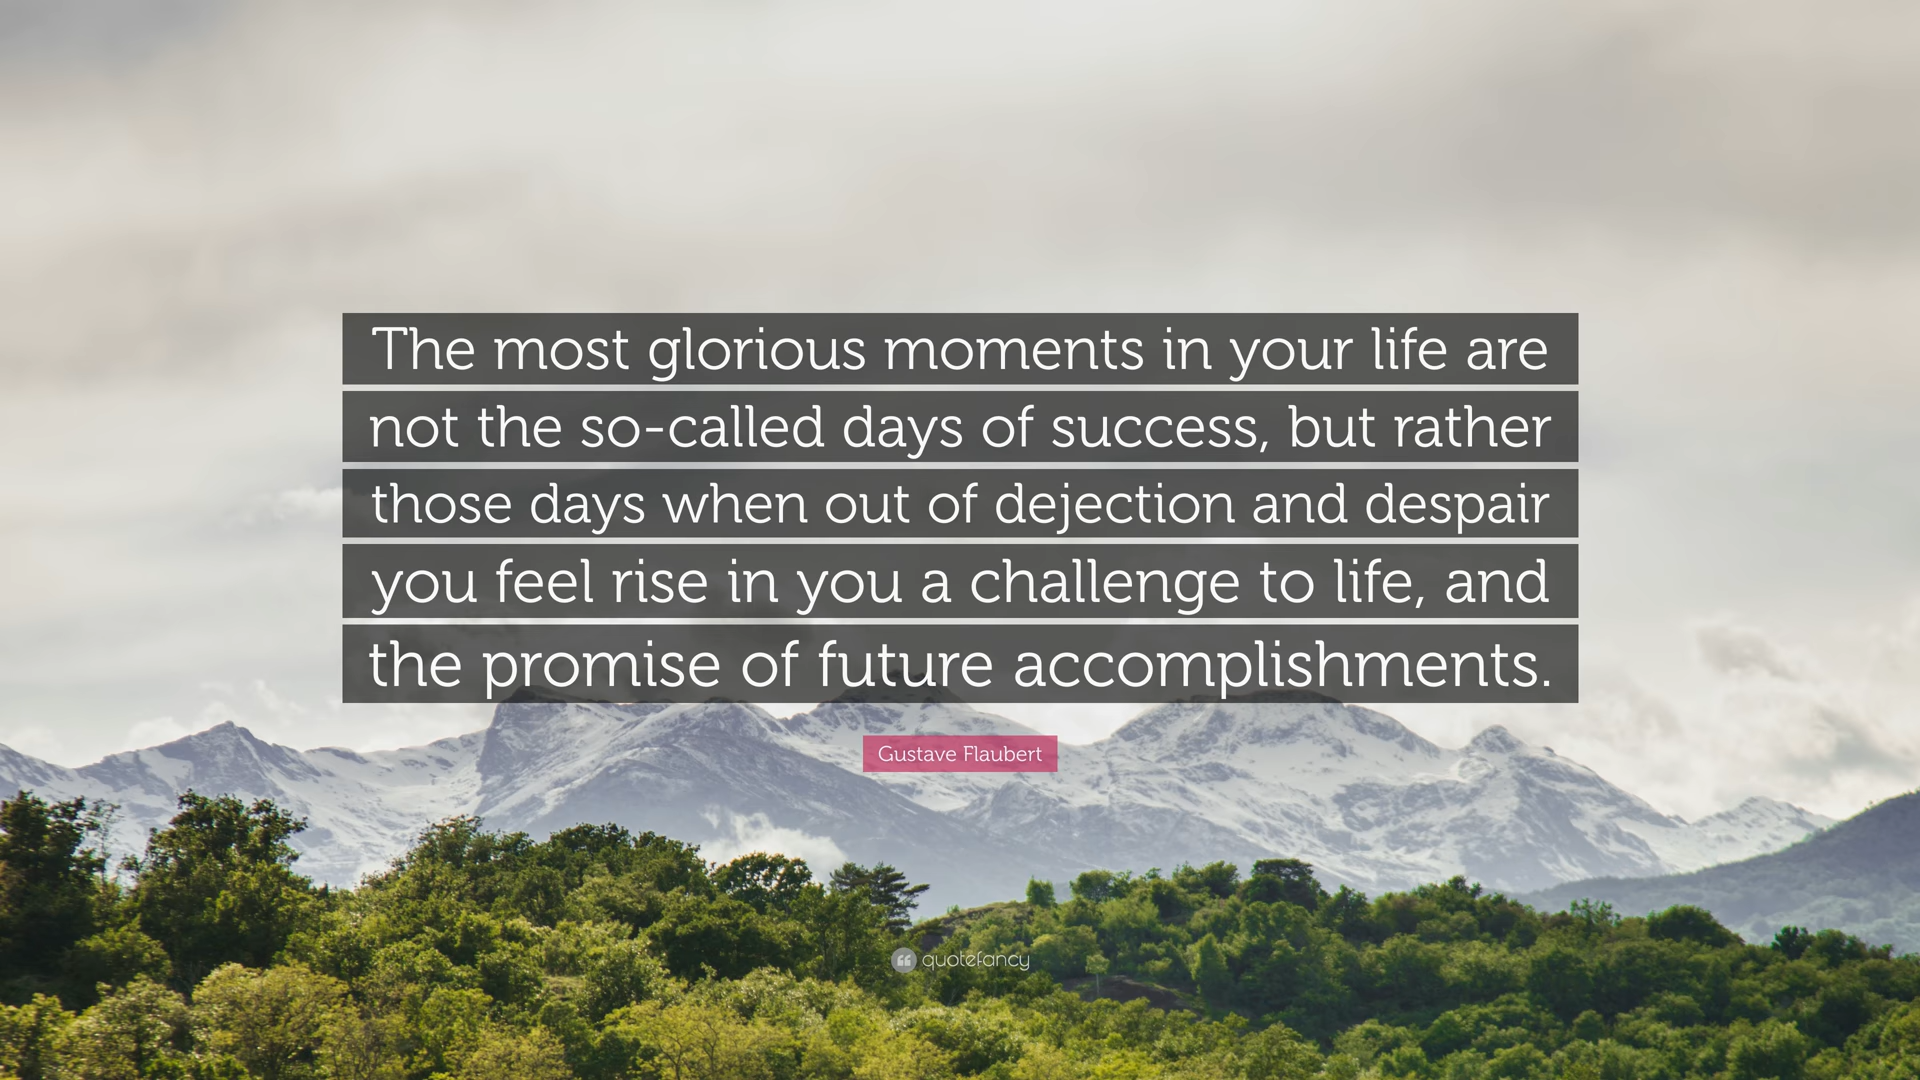 The most glorious moments in your life are
not the so-called days of success, but rather
those days when out of dejection and despair
you feel rise in you a challenge to life, and
the promise of future accomplishments.
Gustave Flaubert
quotefancy